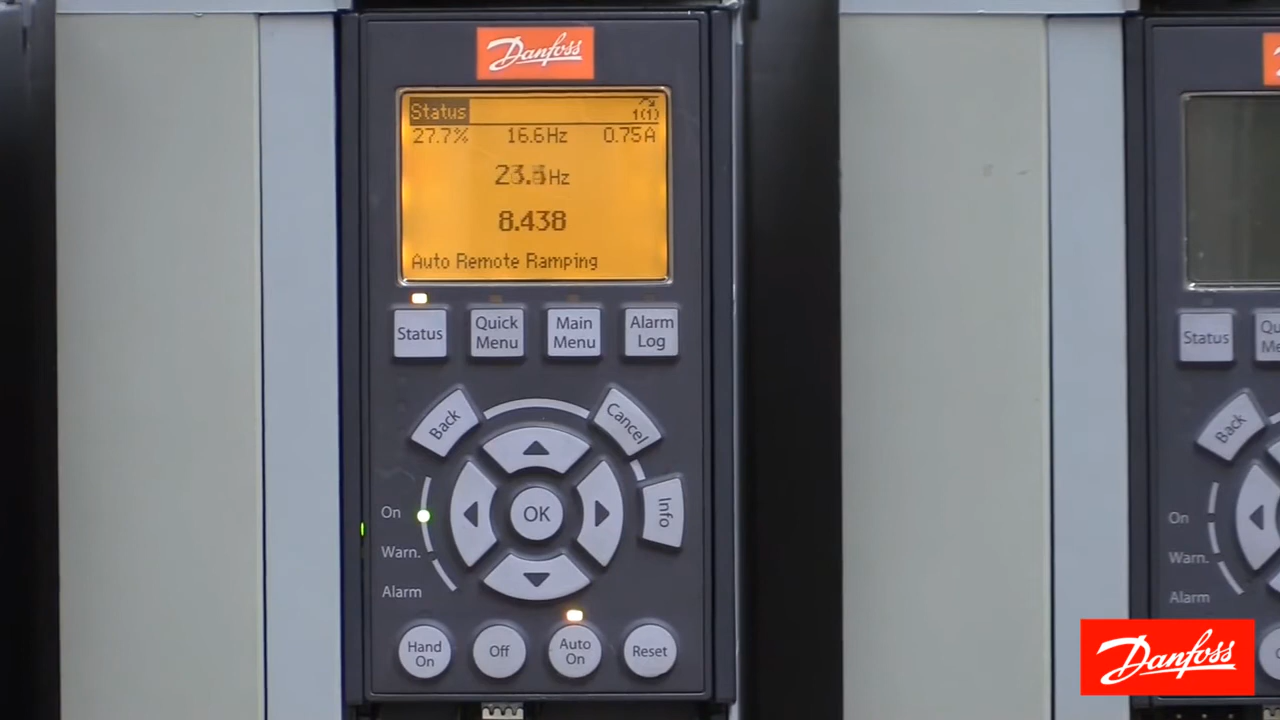 Danfoss
Status 1(1)
27.7% 16.6Hz 0.75A
Hz
8.438
Auto Remote Ramping
Status
Quick
Menu
Main
Menu
Alarm
Log
Back
Cancel
OK
Info
On
Warn.
Alarm
Hand
On
Off
Auto
On
Reset
Status
Back
On
Warn.
Alarm
Danfoss